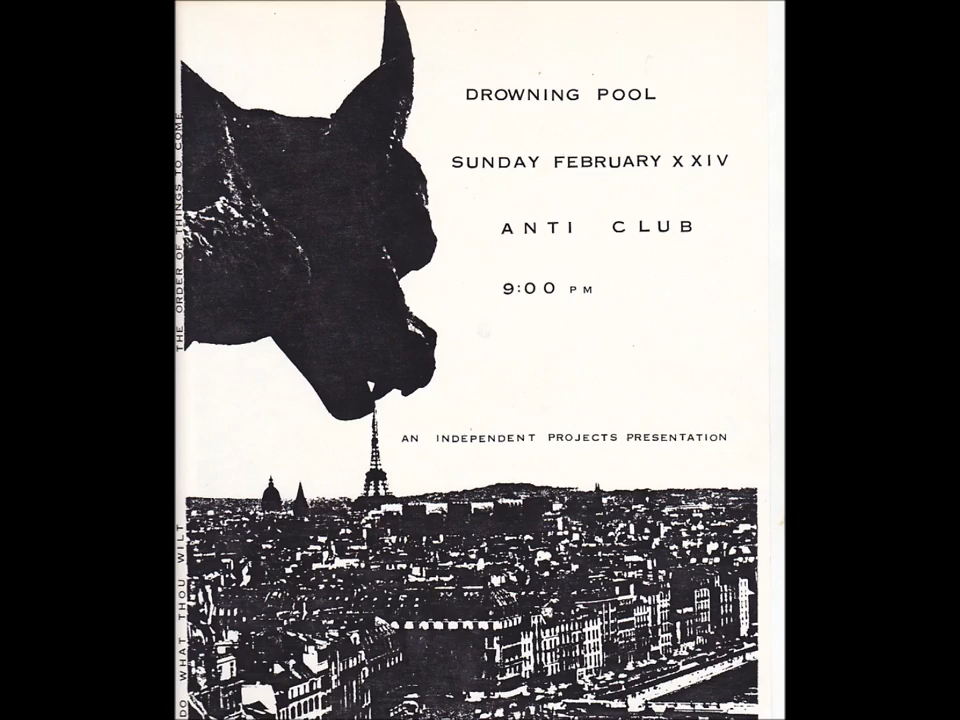 DROWNING POOL
SUNDAY FEBRUARY XXIV
ANTI CLUB
9:00 PM
AN INDEPENDENT PROJECTS PRESENTATION
THE ORDER OF THINGS TO COME
DO WHAT THOU WILT